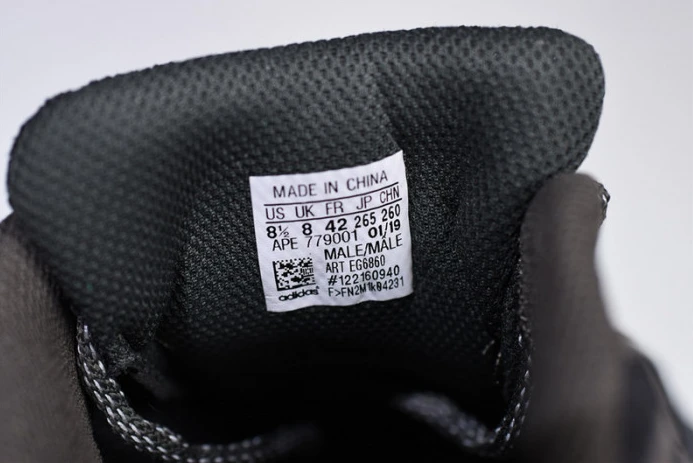 MADE IN CHINA
US UK FR JP CHN
8½ 8 42 265 260
APE 779001 01/19
MALE/MÂLE
ART EG6860
#122160940
F>FN2M1kB4231
adidas